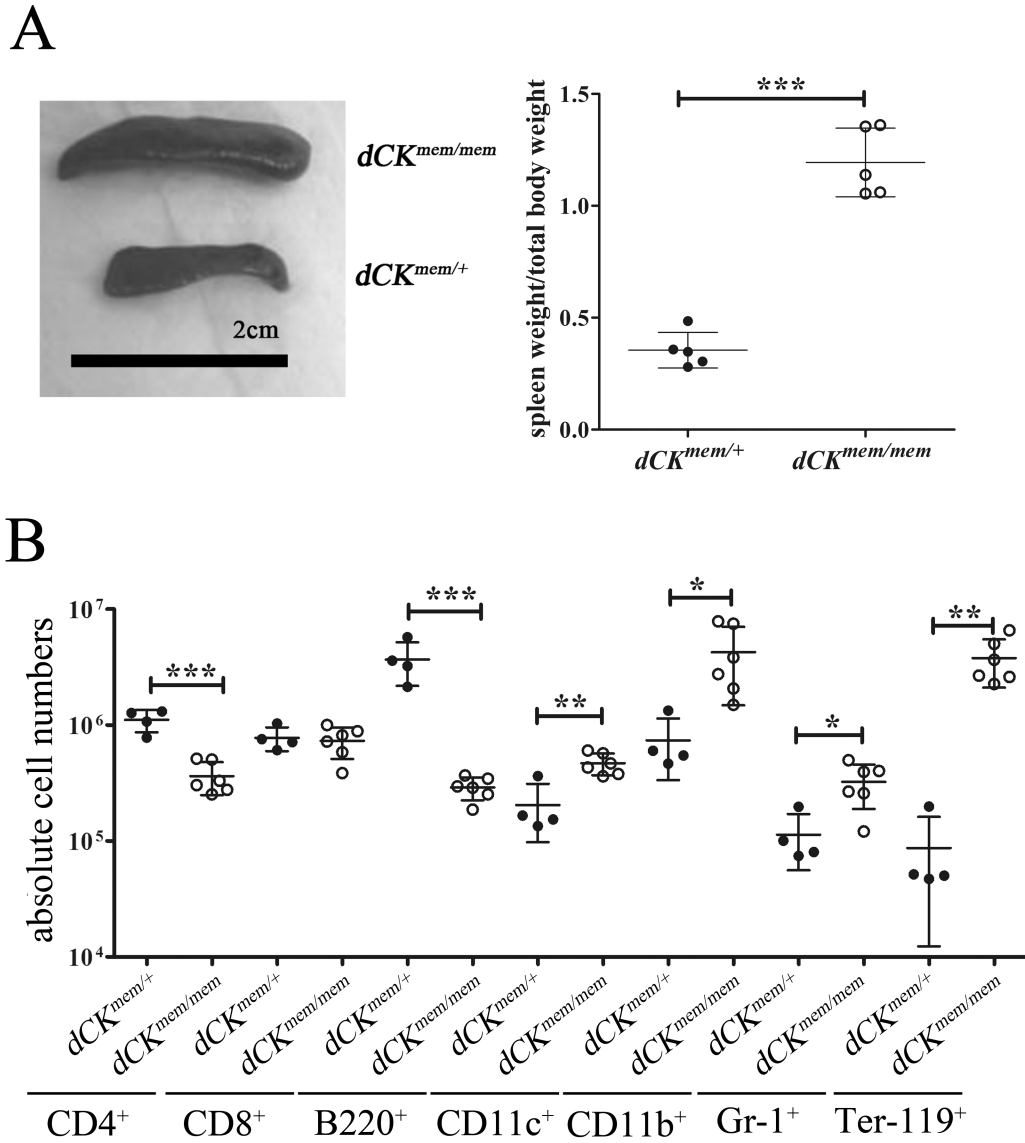 A
dCK^mem/mem
dCK^mem/+
2cm
spleen weight/total body weight
1.5
1.0
0.5
0.0
***
dCK^mem/+ dCK^mem/mem
B
absolute cell numbers
10^7
10^6
10^5
10^4
*** *** ** * * **
dCK^mem/+ dCK^mem/mem dCK^mem/+ dCK^mem/mem dCK^mem/+ dCK^mem/mem dCK^mem/+ dCK^mem/mem dCK^mem/+ dCK^mem/mem dCK^mem/+ dCK^mem/mem dCK^mem/+ dCK^mem/mem
CD4^+ CD8^+ B220^+ CD11c^+ CD11b^+ Gr-1^+ Ter-119^+